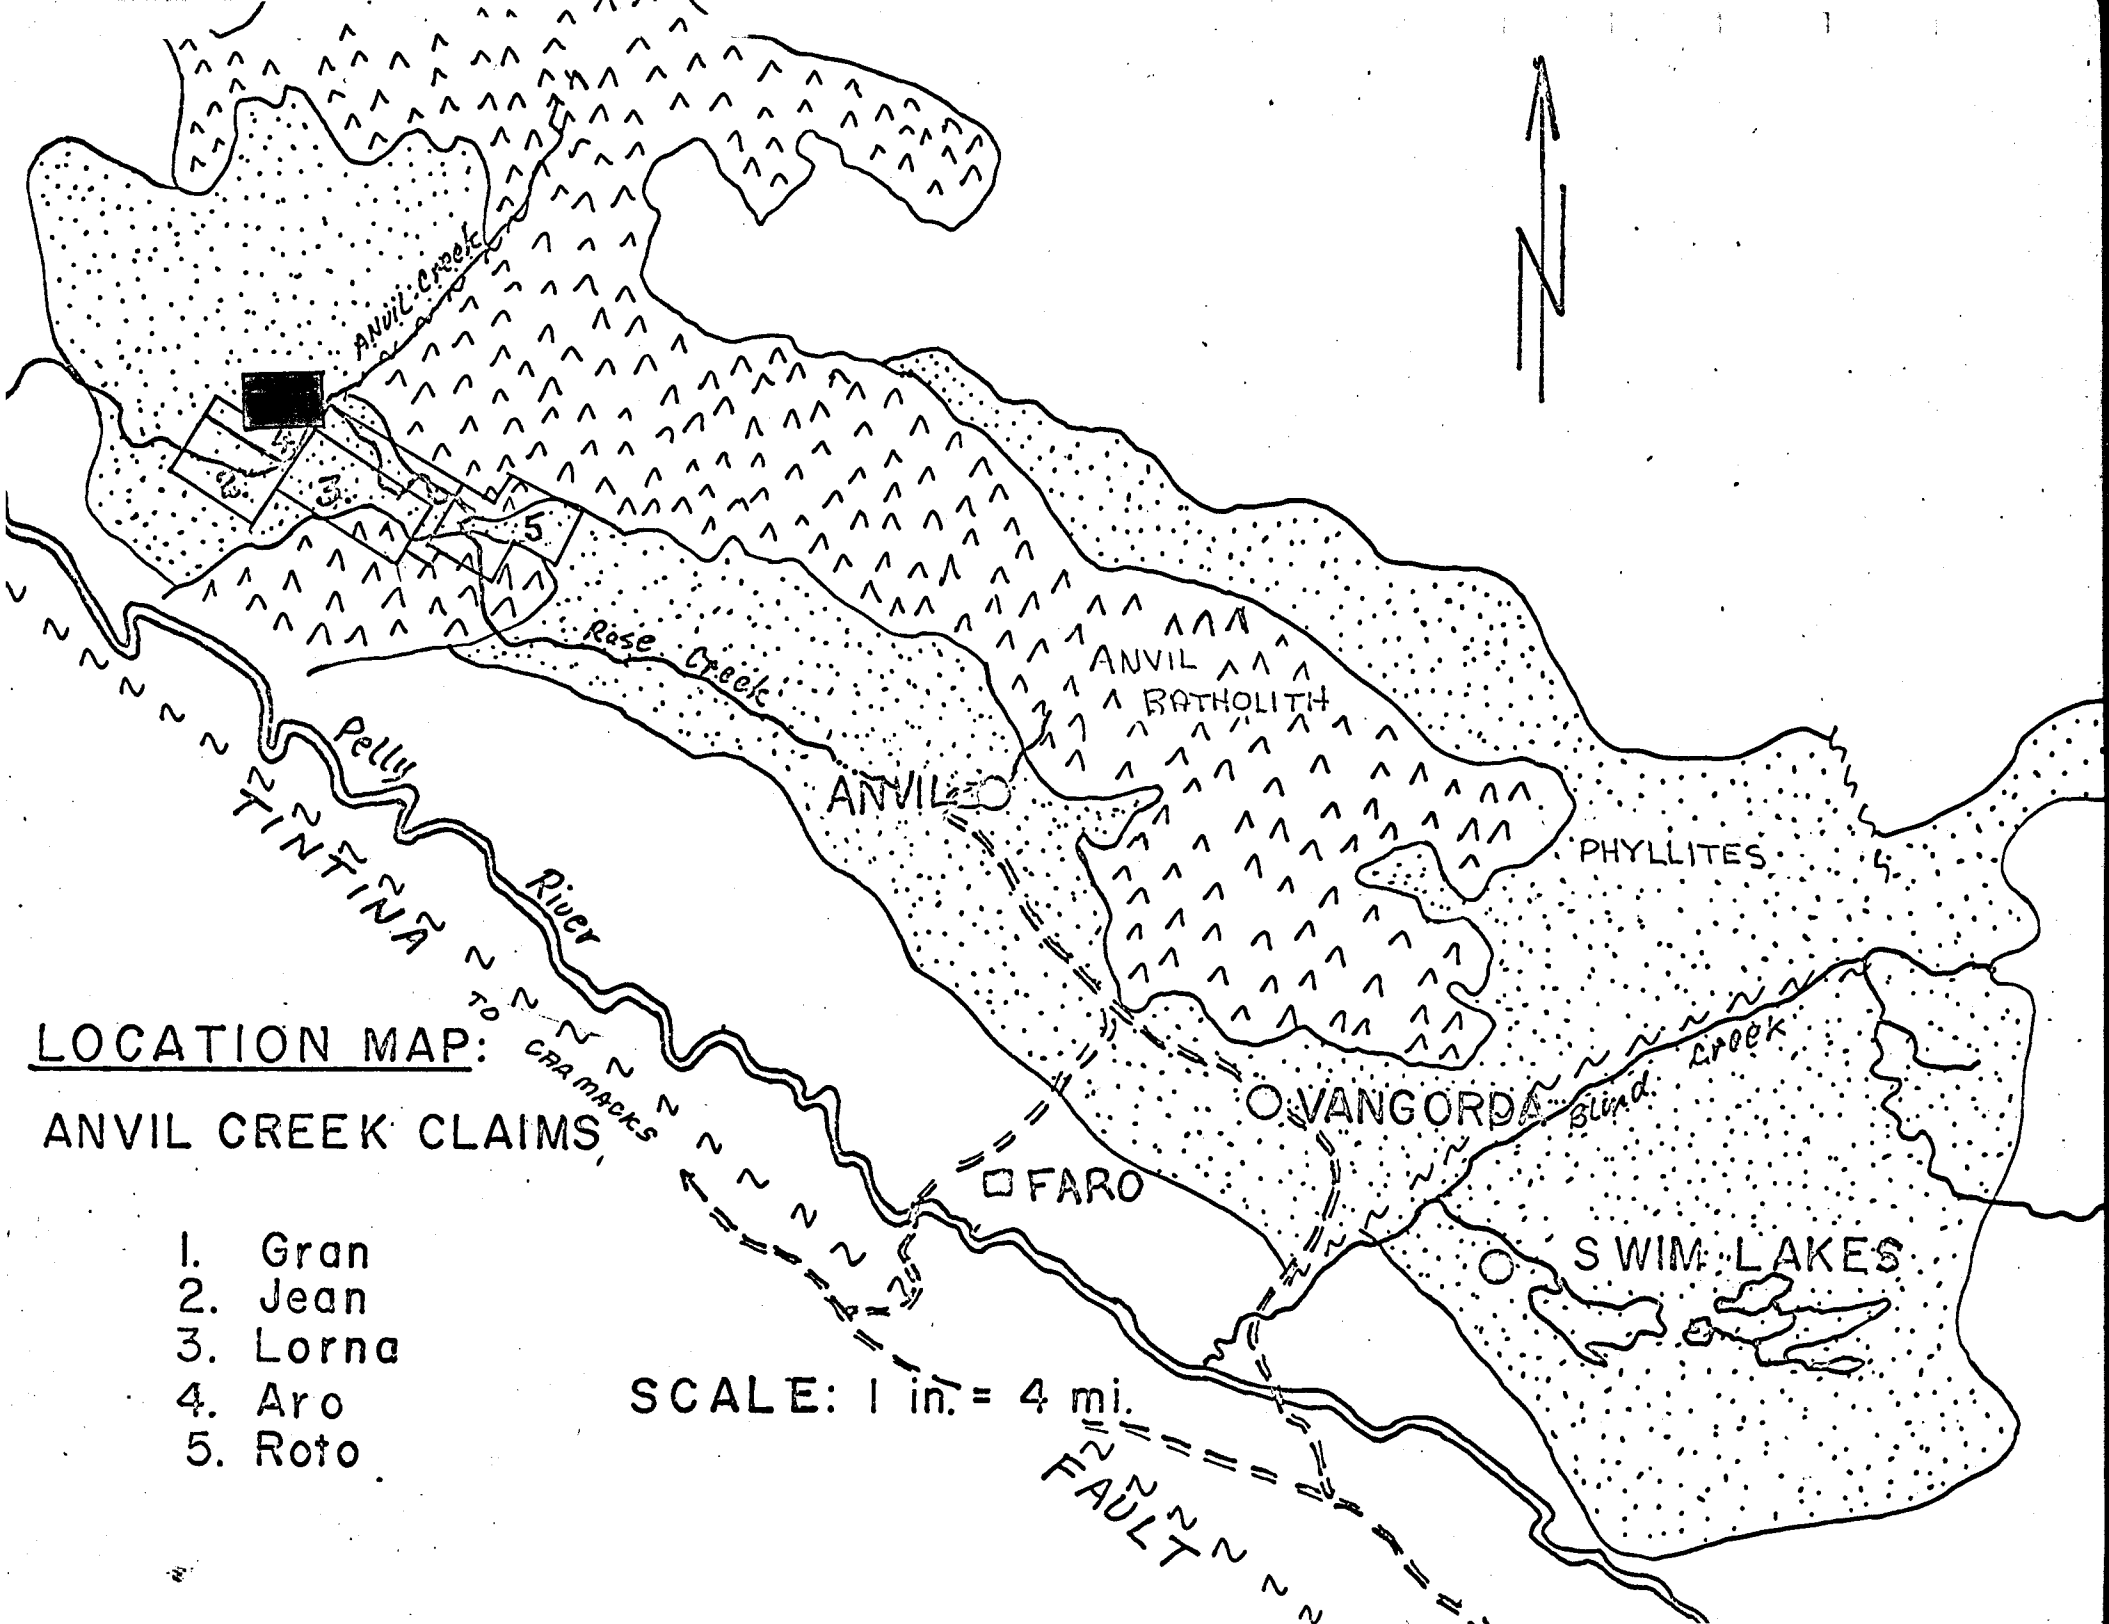 N
ANVIL-Creek
2.
3.
5
Rose Creek
ANVIL
BATHOLITH
Pelly
River
ANVIL
PHYLLITES
TINTINA
TO
CRAMACKS
LOCATION MAP:
ANVIL CREEK CLAIMS
VANGORDA
Blind Creek
FARO
SWIM LAKES
1. Gran
2. Jean
3. Lorna
4. Aro
5. Roto
SCALE: 1 in. = 4 mi.
FAULT